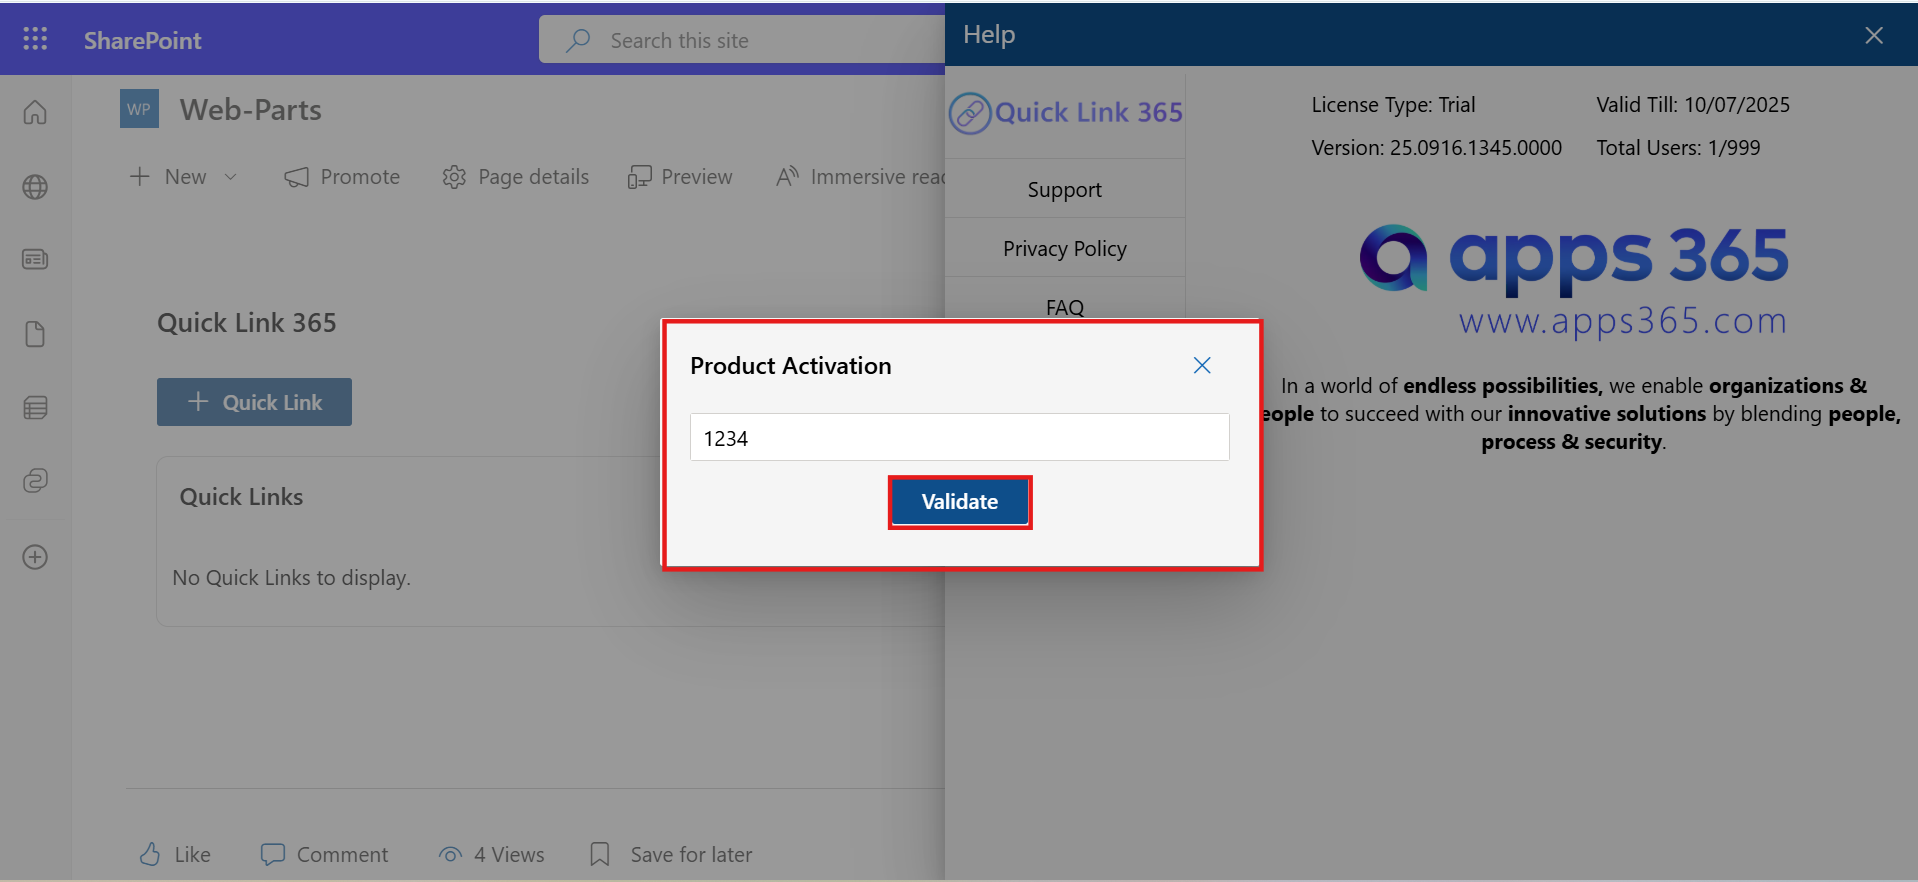 SharePoint
Search this site
Help
WP
Web-Parts
New
Promote
Page details
Preview
Immersive reac
Quick Link 365
Quick Link
Quick Links
No Quick Links to display.
Like
Comment
4 Views
Save for later
Quick Link 365
Support
Privacy Policy
FAQ
License Type: Trial
Valid Till: 10/07/2025
Version: 25.0916.1345.0000
Total Users: 1/999
apps 365
www.apps365.com
In a world of endless possibilities, we enable organizations &
eople to succeed with our innovative solutions by blending people,
process & security.
Product Activation
1234
Validate